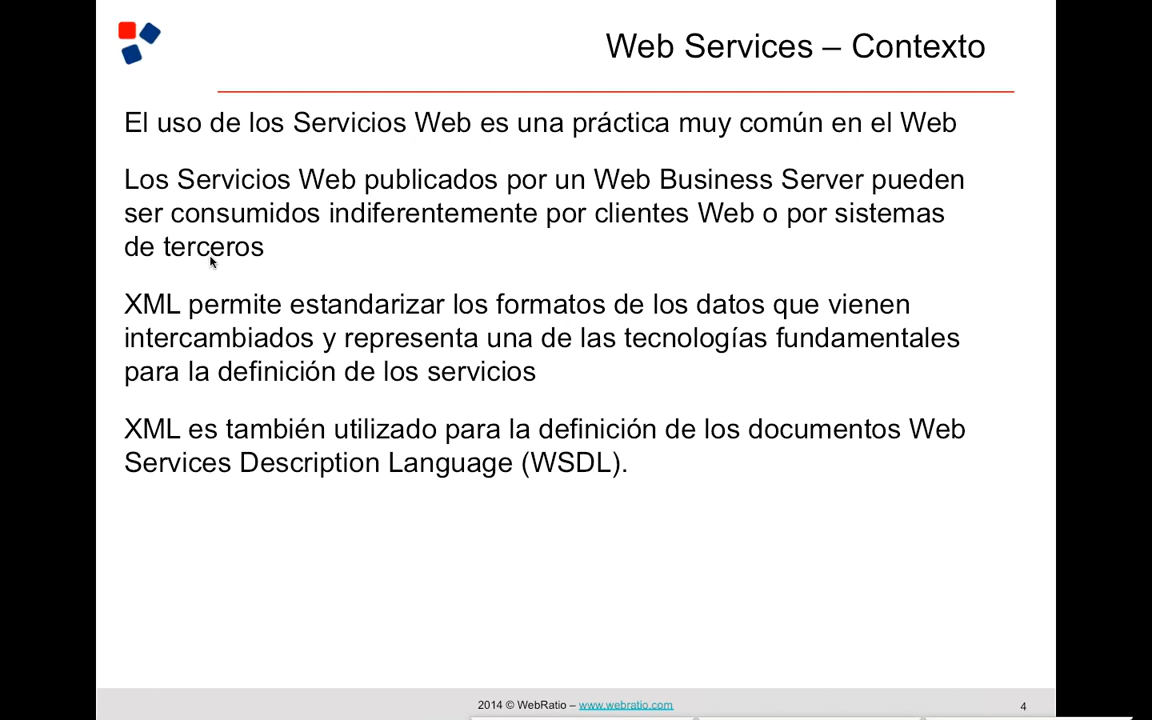 Web Services – Contexto
El uso de los Servicios Web es una práctica muy común en el Web
Los Servicios Web publicados por un Web Business Server pueden
ser consumidos indiferentemente por clientes Web o por sistemas
de terceros
XML permite estandarizar los formatos de los datos que vienen
intercambiados y representa una de las tecnologías fundamentales
para la definición de los servicios
XML es también utilizado para la definición de los documentos Web
Services Description Language (WSDL).
2014 © WebRatio – www.webratio.com
4